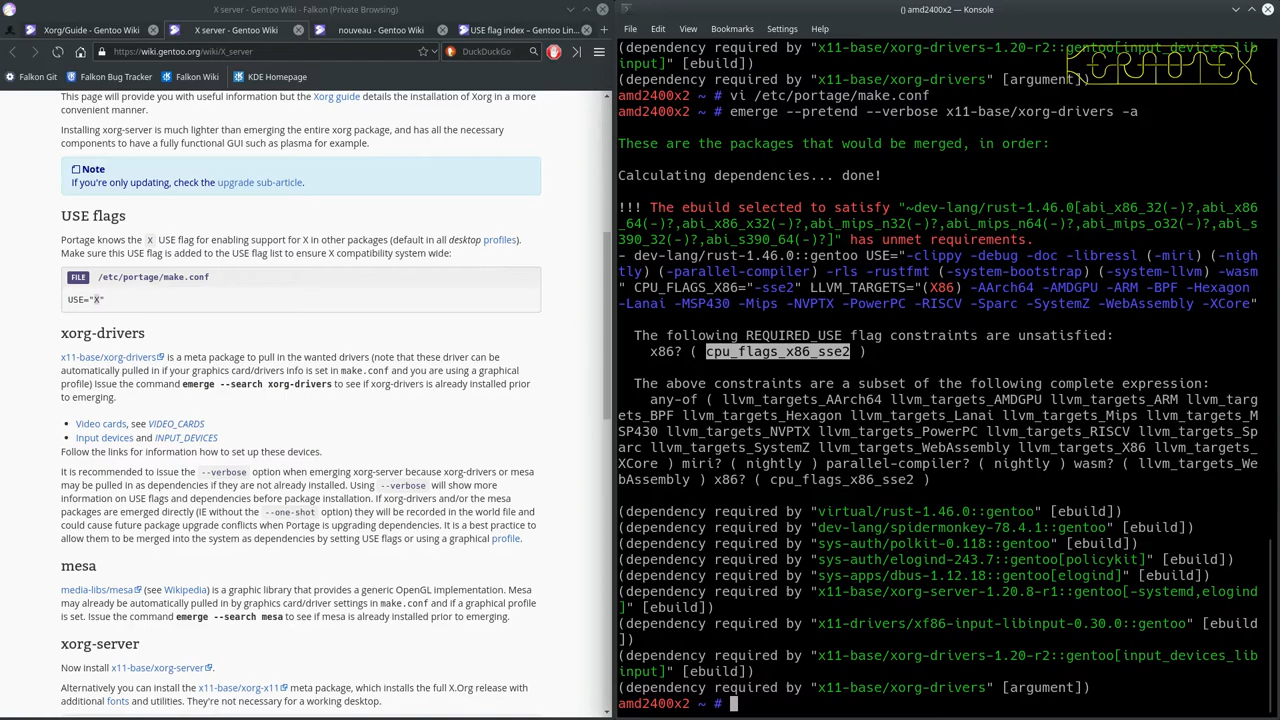 X server - Gentoo Wiki - Falkon (Private Browsing)
Xorg/Guide - Gentoo Wiki
X server - Gentoo Wiki
nouveau - Gentoo Wiki
USE flag index – Gentoo Lin...
https://wiki.gentoo.org/wiki/X_server
DuckDuckGo
Falkon Git
Falkon Bug Tracker
Falkon Wiki
KDE Homepage
This page will provide you with useful information but the Xorg guide details the installation of Xorg in a more
convenient manner.
Installing xorg-server is much lighter than emerging the entire xorg package, and has all the necessary
components to have a fully functional GUI such as plasma for example.
Note
If you're only updating, check the upgrade sub-article.
USE flags
Portage knows the X USE flag for enabling support for X in other packages (default in all desktop profiles).
Make sure this USE flag is added to the USE flag list to ensure X compatibility system wide:
FILE /etc/portage/make.conf
USE="X"
xorg-drivers
x11-base/xorg-drivers is a meta package to pull in the wanted drivers (note that these driver can be
automatically pulled in if your graphics card/drivers info is set in make.conf and you are using a graphical
profile) Issue the command emerge --search xorg-drivers to see if xorg-drivers is already installed prior
to emerging.
Video cards, see VIDEO_CARDS
Input devices and INPUT_DEVICES
Follow the links for information how to set up these devices.
It is recommended to issue the --verbose option when emerging xorg-server because xorg-drivers or mesa
may be pulled in as dependencies if they are not already installed. Using --verbose will show more
information on USE flags and dependencies before package installation. If xorg-drivers and/or the mesa
packages are emerged directly (IE without the --one-shot option) they will be recorded in the world file and
could cause future package upgrade conflicts when Portage is upgrading dependencies. It is a best practice to
allow them to be merged into the system as dependencies by setting USE flags or using a graphical profile.
mesa
media-libs/mesa (see Wikipedia) is a graphic library that provides a generic OpenGL implementation. Mesa
may already be automatically pulled in by graphics card/driver settings in make.conf and if a graphical profile
is set. Issue the command emerge --search mesa to see if mesa is already installed prior to emerging.
xorg-server
Now install x11-base/xorg-server.
Alternatively you can install the x11-base/xorg-x11 meta package, which installs the full X.Org release with
additional fonts and utilities. They're not necessary for a working desktop.
() amd2400x2 — Konsole
File Edit View Bookmarks Settings Help
(dependency required by "x11-base/xorg-drivers-1.20-r2::gentoo[input_devices_lib
input]" [ebuild])
(dependency required by "x11-base/xorg-drivers" [argument])
amd2400x2 ~ # vi /etc/portage/make.conf
amd2400x2 ~ # emerge --pretend --verbose x11-base/xorg-drivers -a
These are the packages that would be merged, in order:
Calculating dependencies... done!
!!! The ebuild selected to satisfy "~dev-lang/rust-1.46.0[abi_x86_32(-)?,abi_x86
_64(-)?,abi_x86_x32(-)?,abi_mips_n32(-)?,abi_mips_n64(-)?,abi_mips_o32(-)?,abi_s
390_32(-)?,abi_s390_64(-)?]" has unmet requirements.
- dev-lang/rust-1.46.0::gentoo USE="-clippy -debug -doc -libressl (-miri) (-nigh
tly) (-parallel-compiler) -rls -rustfmt (-system-bootstrap) (-system-llvm) -wasm
" CPU_FLAGS_X86="-sse2" LLVM_TARGETS="(X86) -AArch64 -AMDGPU -ARM -BPF -Hexagon
-Lanai -MSP430 -Mips -NVPTX -PowerPC -RISCV -Sparc -SystemZ -WebAssembly -XCore"
The following REQUIRED_USE flag constraints are unsatisfied:
x86? ( cpu_flags_x86_sse2 )
The above constraints are a subset of the following complete expression:
any-of ( llvm_targets_AArch64 llvm_targets_AMDGPU llvm_targets_ARM llvm_targ
ets_BPF llvm_targets_Hexagon llvm_targets_Lanai llvm_targets_Mips llvm_targets_M
SP430 llvm_targets_NVPTX llvm_targets_PowerPC llvm_targets_RISCV llvm_targets_Sp
arc llvm_targets_SystemZ llvm_targets_WebAssembly llvm_targets_X86 llvm_targets_
XCore ) miri? ( nightly ) parallel-compiler? ( nightly ) wasm? ( llvm_targets_We
bAssembly ) x86? ( cpu_flags_x86_sse2 )
(dependency required by "virtual/rust-1.46.0::gentoo" [ebuild])
(dependency required by "dev-lang/spidermonkey-78.4.1::gentoo" [ebuild])
(dependency required by "sys-auth/polkit-0.118::gentoo" [ebuild])
(dependency required by "sys-auth/elogind-243.7::gentoo[policykit]" [ebuild])
(dependency required by "sys-apps/dbus-1.12.18::gentoo[elogind]" [ebuild])
(dependency required by "x11-base/xorg-server-1.20.8-r1::gentoo[-systemd,elogind
]" [ebuild])
(dependency required by "x11-drivers/xf86-input-libinput-0.30.0::gentoo" [ebuild
])
(dependency required by "x11-base/xorg-drivers-1.20-r2::gentoo[input_devices_lib
input]" [ebuild])
(dependency required by "x11-base/xorg-drivers" [argument])
amd2400x2 ~ #